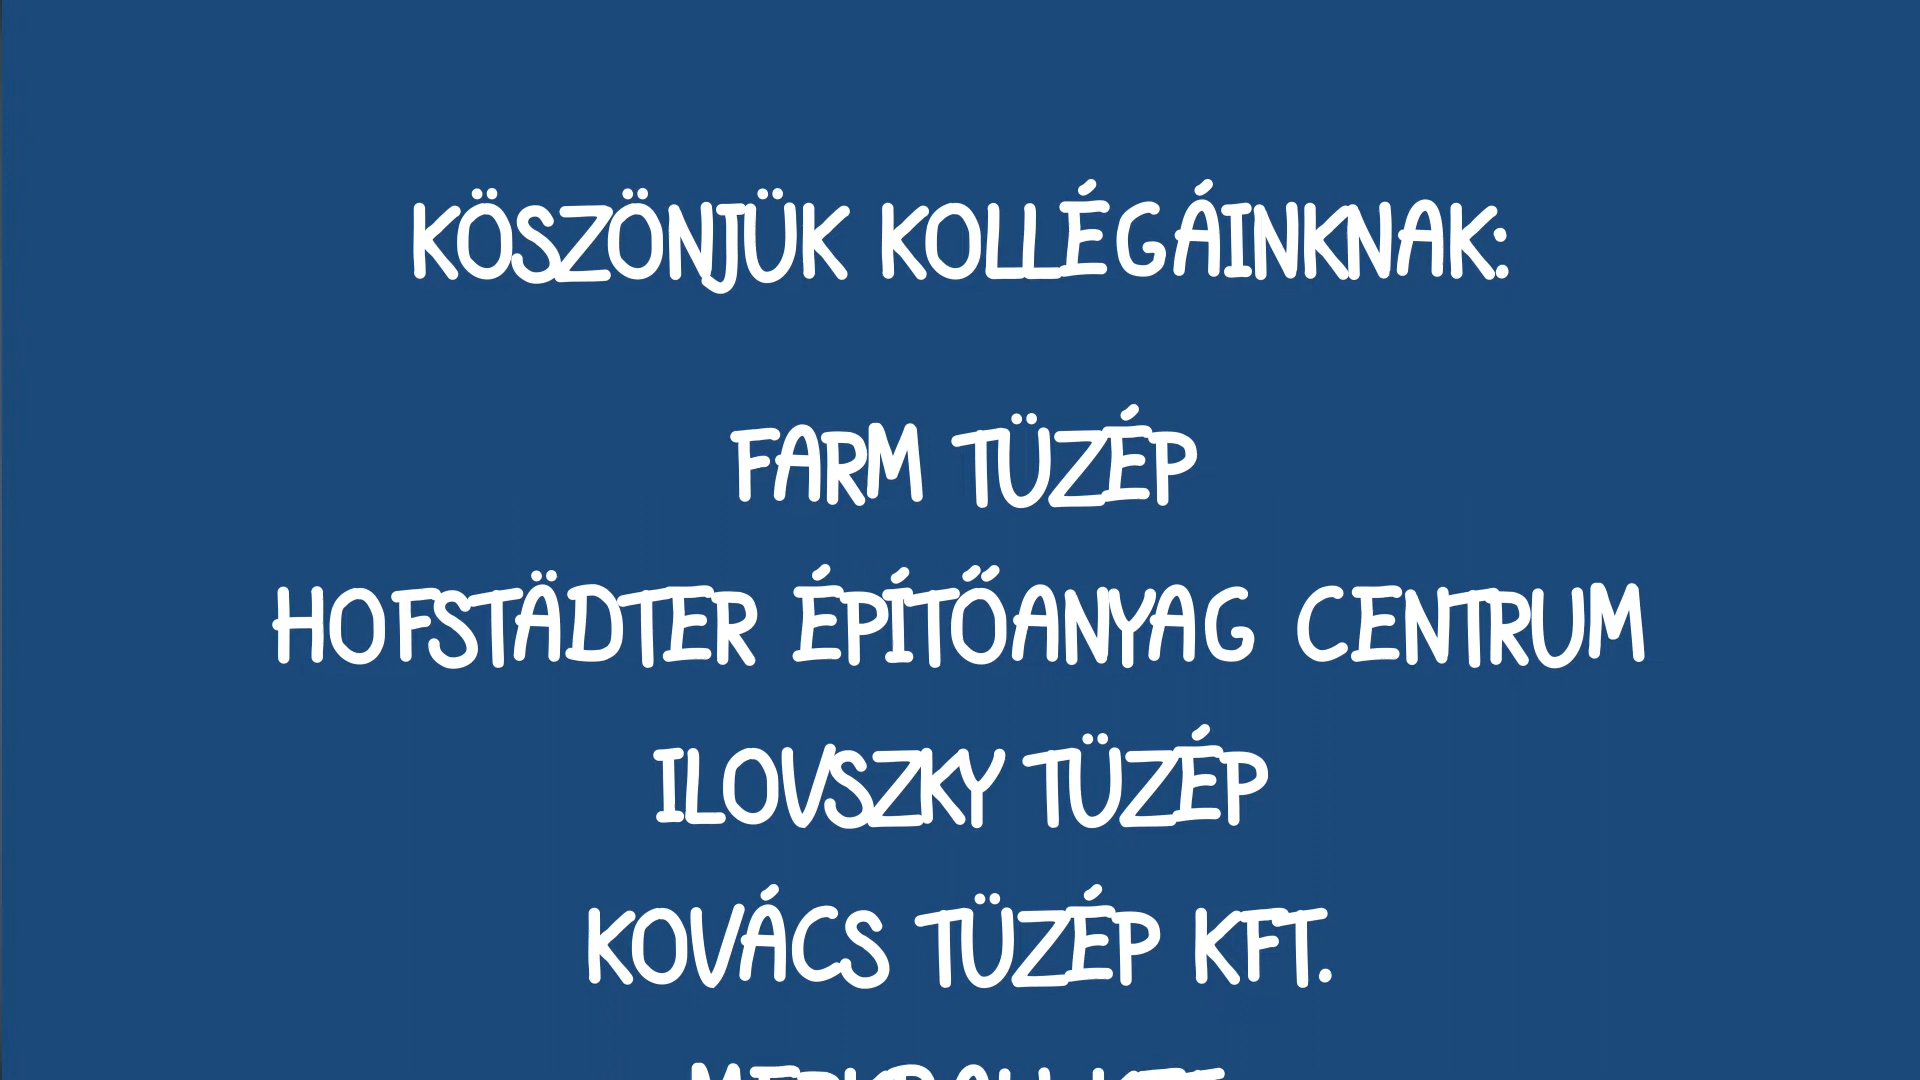 KÖSZÖNJÜK KOLLÉGÁINKNAK:
FARM TÜZÉP
HOFSTÄDTER ÉPÍTŐANYAG CENTRUM
ILOVSZKY TÜZÉP
KOVÁCS TÜZÉP KFT.